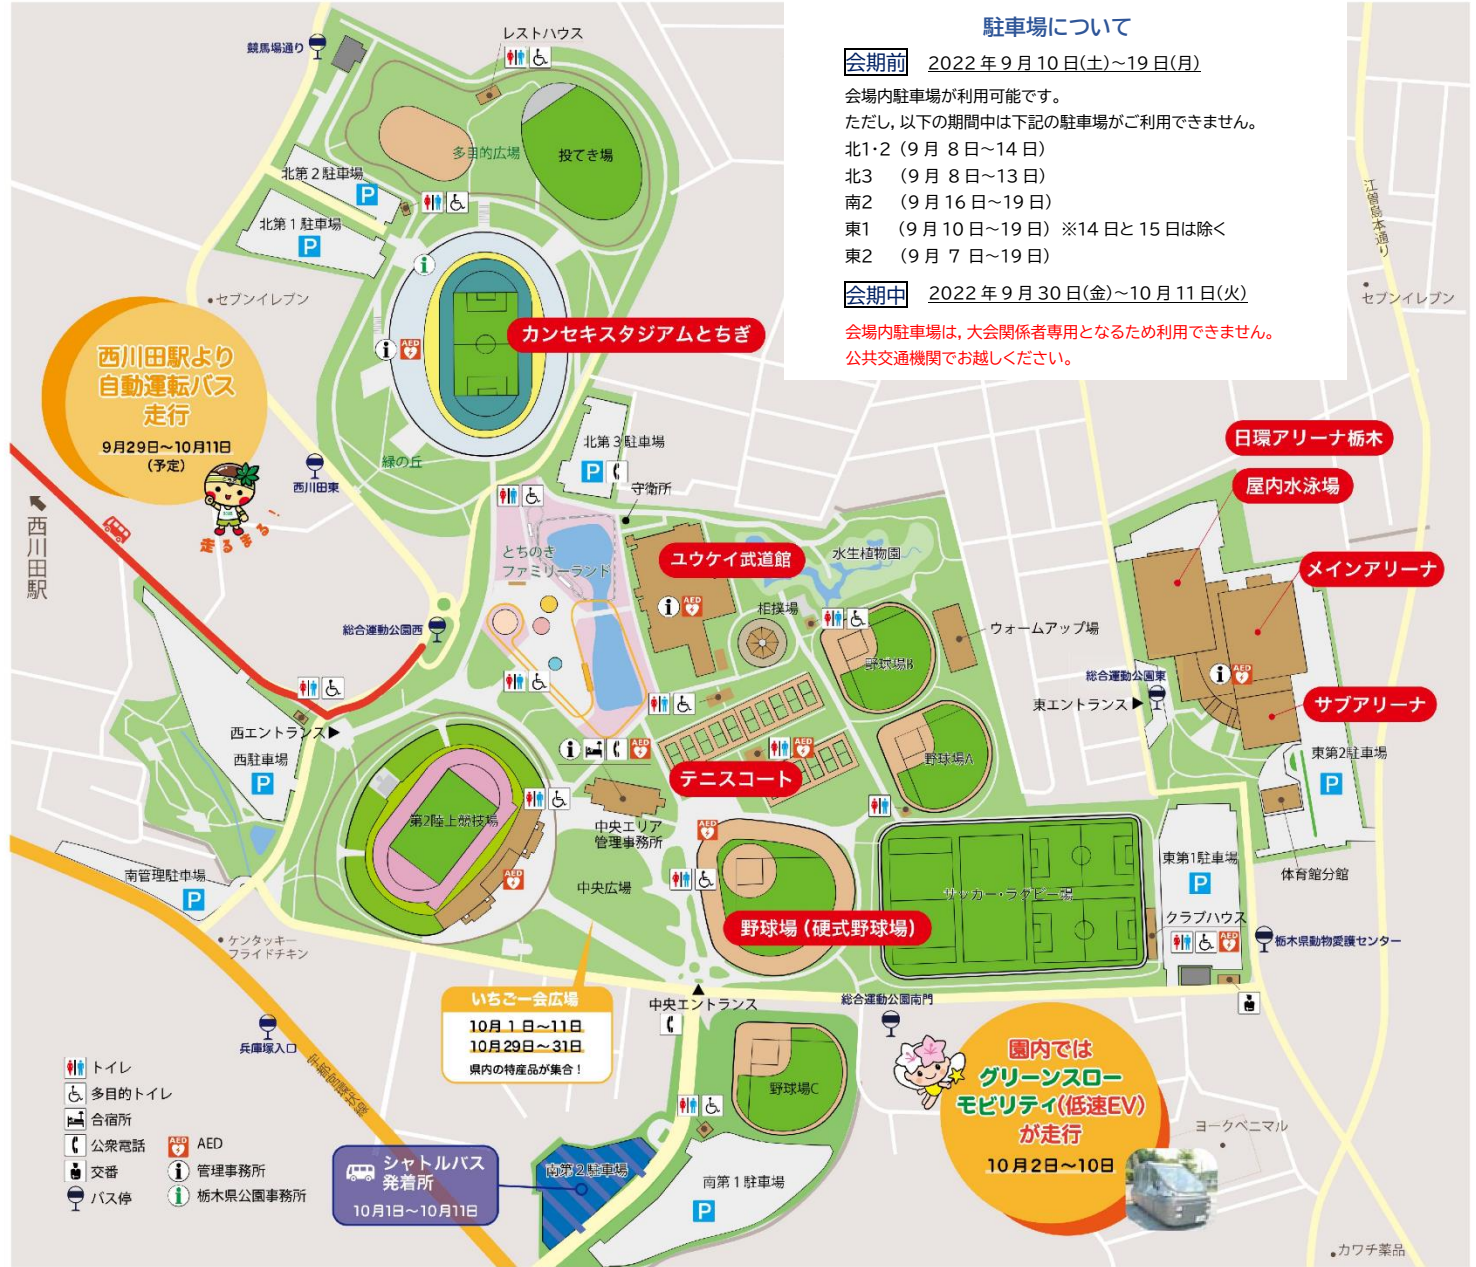 駐車場について
会期前 2022年9月10日(土)~19日(月)
会場内駐車場が利用可能です。
ただし,以下の期間中は下記の駐車場がご利用できません。
北1・2 (9月 8日~14日)
北3 (9月 8日~13日)
南2 (9月16日~19日)
東1 (9月10日~19日) ※14日と15日は除く
東2 (9月 7日~19日)
会期中 2022年9月30日(金)~10月11日(火)
会場内駐車場は,大会関係者専用となるため利用できません。
公共交通機関でお越しください。
競馬場通り
レストハウス
多目的広場
投てき場
北第2駐車場
P
北第1駐車場
P
江曽島本通り
セブンイレブン
セブンイレブン
カンセキスタジアムとちぎ
AED
西川田駅より
自動運転バス
走行
9月29日~10月11日
(予定)
走るまる!
西川田駅
西川田東
緑の丘
北第3駐車場
P
守衛所
日環アリーナ栃木
屋内水泳場
メインアリーナ
サブアリーナ
AED
とちのき
ファミリーランド
ユウケイ武道館
AED
水生植物園
相撲場
野球場B
ウォームアップ場
総合運動公園西
総合運動公園東
東エントランス▶
西エントランス▶
西駐車場
P
東第2駐車場
P
AED
AED
テニスコート
野球場A
第2陸上競技場
AED
中央エリア
管理事務所
AED
中央広場
サッカー・ラグビー場
東第1駐車場
P
体育館分館
クラブハウス
AED
栃木県動物愛護センター
南管理駐車場
P
ケンタッキー
フライドチキン
野球場(硬式野球場)
いちご一会広場
10月1日~11日
10月29日~31日
県内の特産品が集合!
▲
中央エントランス
総合運動公園南門
兵庫塚入口
園内では
グリーンスロー
モビリティ(低速EV)
が走行
10月2日~10日
野球場C
ヨークベニマル
トイレ
多目的トイレ
合宿所
公衆電話
交番
バス停
AED AED
管理事務所
栃木県公園事務所
シャトルバス
発着所
10月1日~10月11日
南第2駐車場
南第1駐車場
P
カワチ薬品